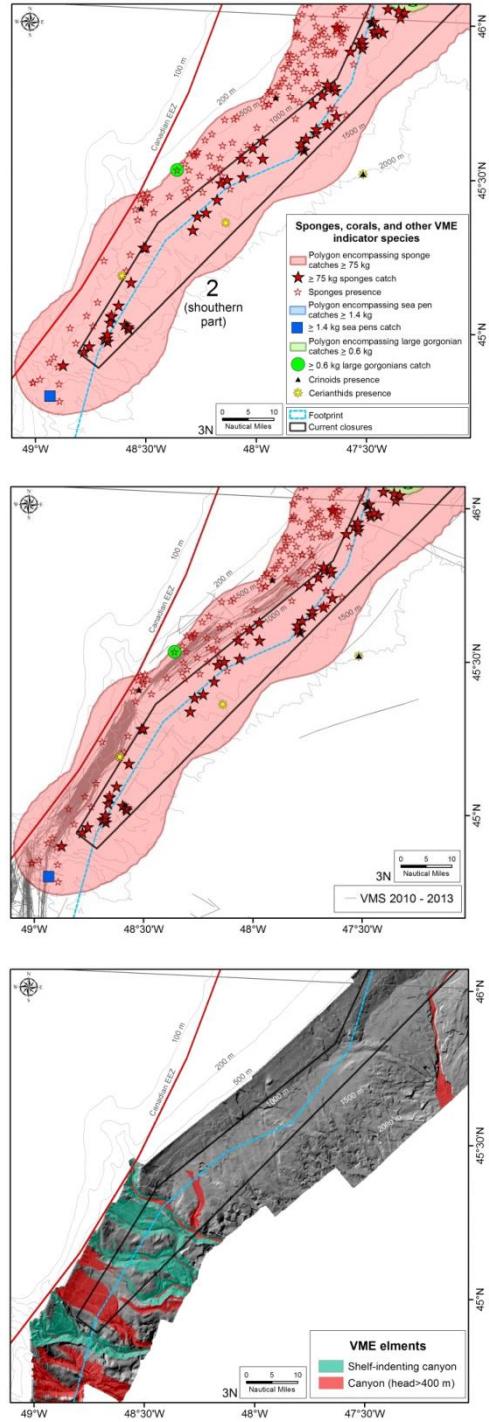 100 m
Canadian EEZ
200 m
500 m
1000 m
1500 m
2000 m
46°N
45°30'N
45°N
2
(shouthern
part)
Sponges, corals, and other VME
indicator species
Polygon encompassing sponge
catches ≥ 75 kg
≥ 75 kg sponges catch
Sponges presence
Polygon encompassing sea pen
catches ≥ 1.4 kg
≥ 1.4 kg sea pens catch
Polygon encompassing large gorgonian
catches ≥ 0.6 kg
≥ 0.6 kg large gorgonians catch
Crinoids presence
Cerianthids presence
Footprint
Current closures
3N
0 5 10
Nautical Miles
49°W
48°30'W
48°W
47°30'W
100 m
Canadian EEZ
200 m
500 m
1000 m
1500 m
46°N
45°30'N
45°N
3N
0 5 10
Nautical Miles
VMS 2010 - 2013
49°W
48°30'W
48°W
47°30'W
100 m
Canadian EEZ
200 m
500 m
1000 m
1500 m
2000 m
46°N
45°30'N
45°N
3N
0 5 10
Nautical Miles
VME elments
Shelf-indenting canyon
Canyon (head>400 m)
49°W
48°30'W
48°W
47°30'W